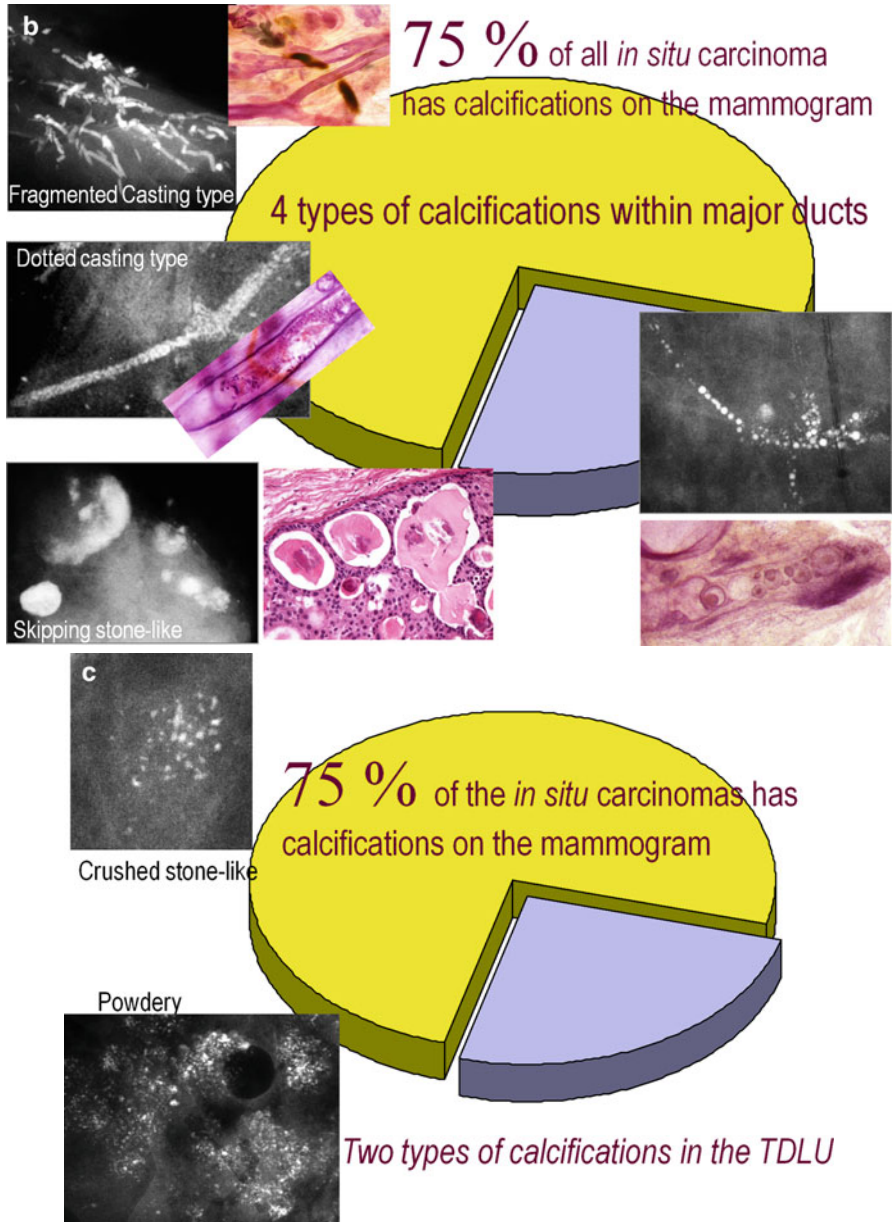 b
75 % of all in situ carcinoma
has calcifications on the mammogram
Fragmented Casting type
4 types of calcifications within major ducts
Dotted casting type
Skipping stone-like
c
75 % of the in situ carcinomas has
calcifications on the mammogram
Crushed stone-like
Powdery
Two types of calcifications in the TDLU